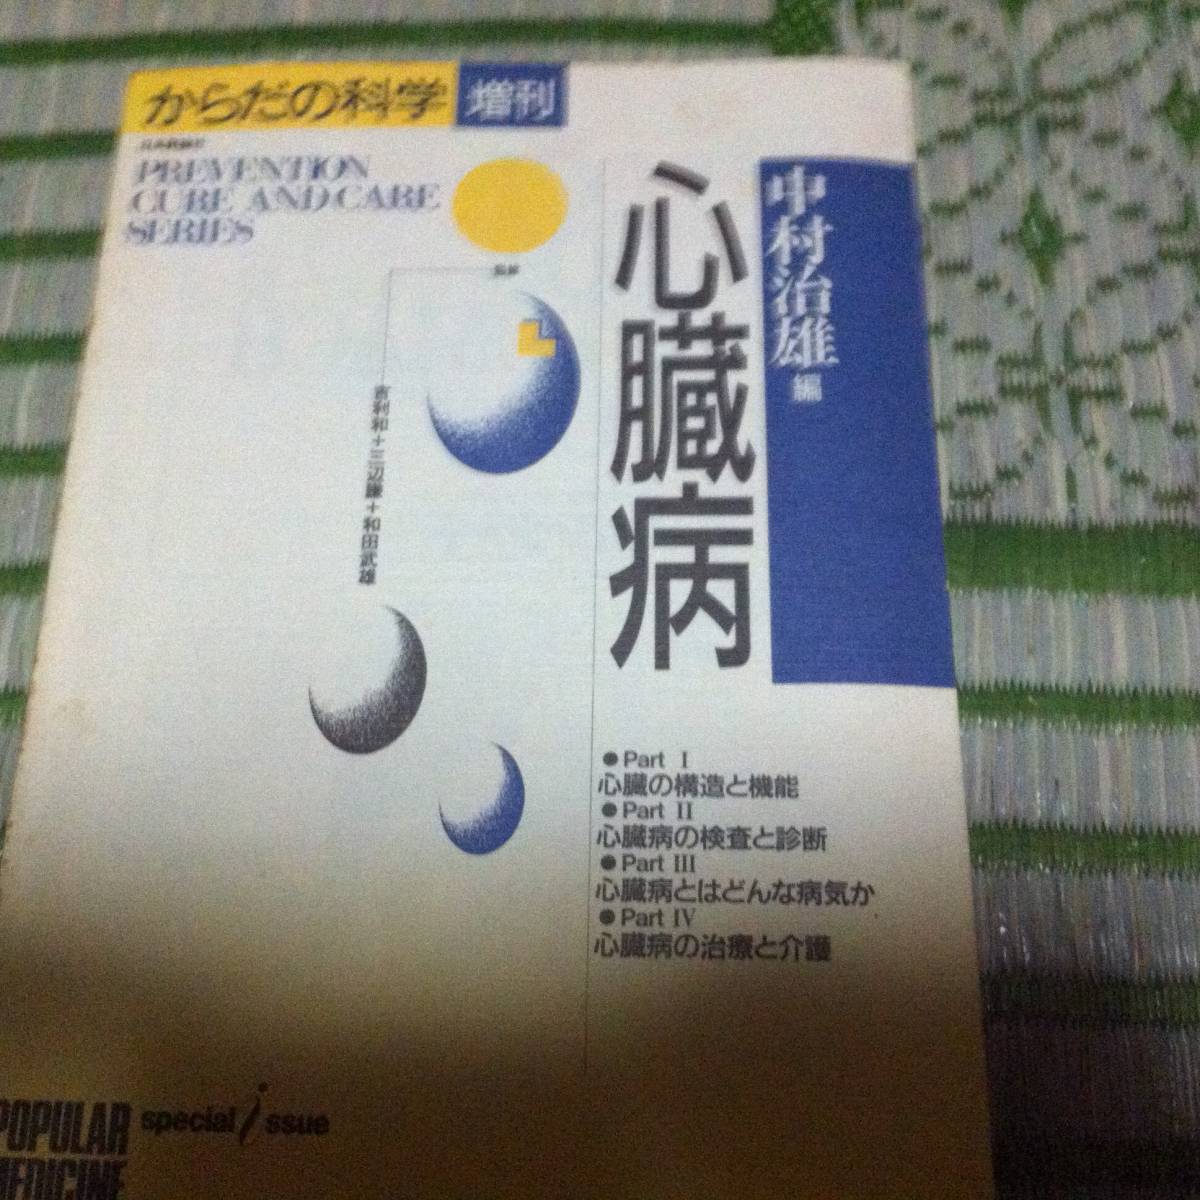 からだの科学 増刊
PREVENTION
CURE AND CARE
SERIES
中村治雄 編
心臓病
監修
吉利和+三辺謙+和田武雄
● Part I
心臓の構造と機能
● Part II
心臓病の検査と診断
● Part III
心臓病とはどんな病気か
● Part IV
心臓病の治療と介護
POPULAR
MEDICINE
special issue